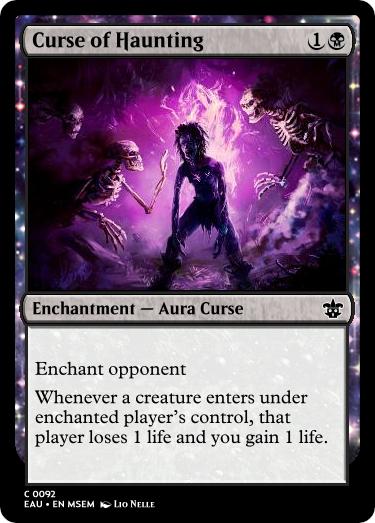 Curse of Haunting 1
Enchantment — Aura Curse
Enchant opponent
Whenever a creature enters under
enchanted player's control, that
player loses 1 life and you gain 1 life.
C 0092
EAU • EN MSEM Lio Nelle